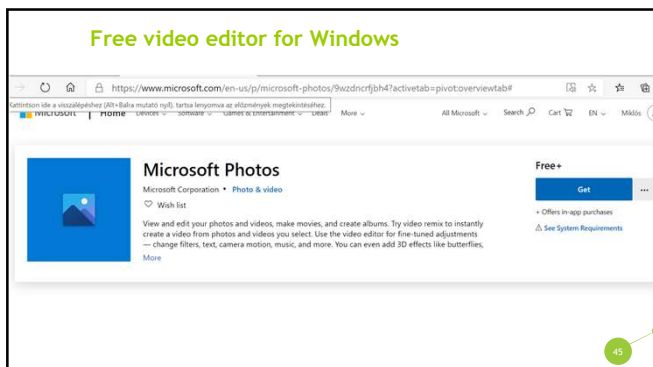 Free video editor for Windows
https://www.microsoft.com/en-us/p/microsoft-photos/9wzdncrfjbh4?activetab=pivot:overviewtab#
Kattintson ide a visszalépéshez (Alt+Balra mutató nyíl), tartsa lenyomva az előzmények megtekintéséhez.
Microsoft Home Devices Software Games & Entertainment Deals More All Microsoft Search Cart EN Miklós
Microsoft Photos
Free+
Microsoft Corporation • Photo & video
Get ...
Wish list
+ Offers in-app purchases
View and edit your photos and videos, make movies, and create albums. Try video remix to instantly
See System Requirements
create a video from photos and videos you select. Use the video editor for fine-tuned adjustments
— change filters, text, camera motion, music, and more. You can even add 3D effects like butterflies,
More
45